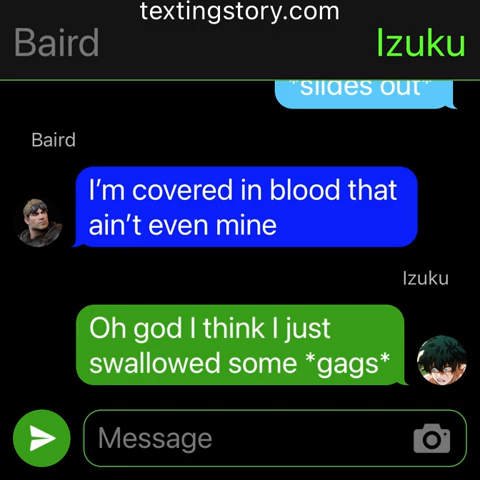 textingstory.com
Baird Izuku
*slides out*
Baird
I'm covered in blood that
ain't even mine
Izuku
Oh god I think I just
swallowed some *gags*
Message